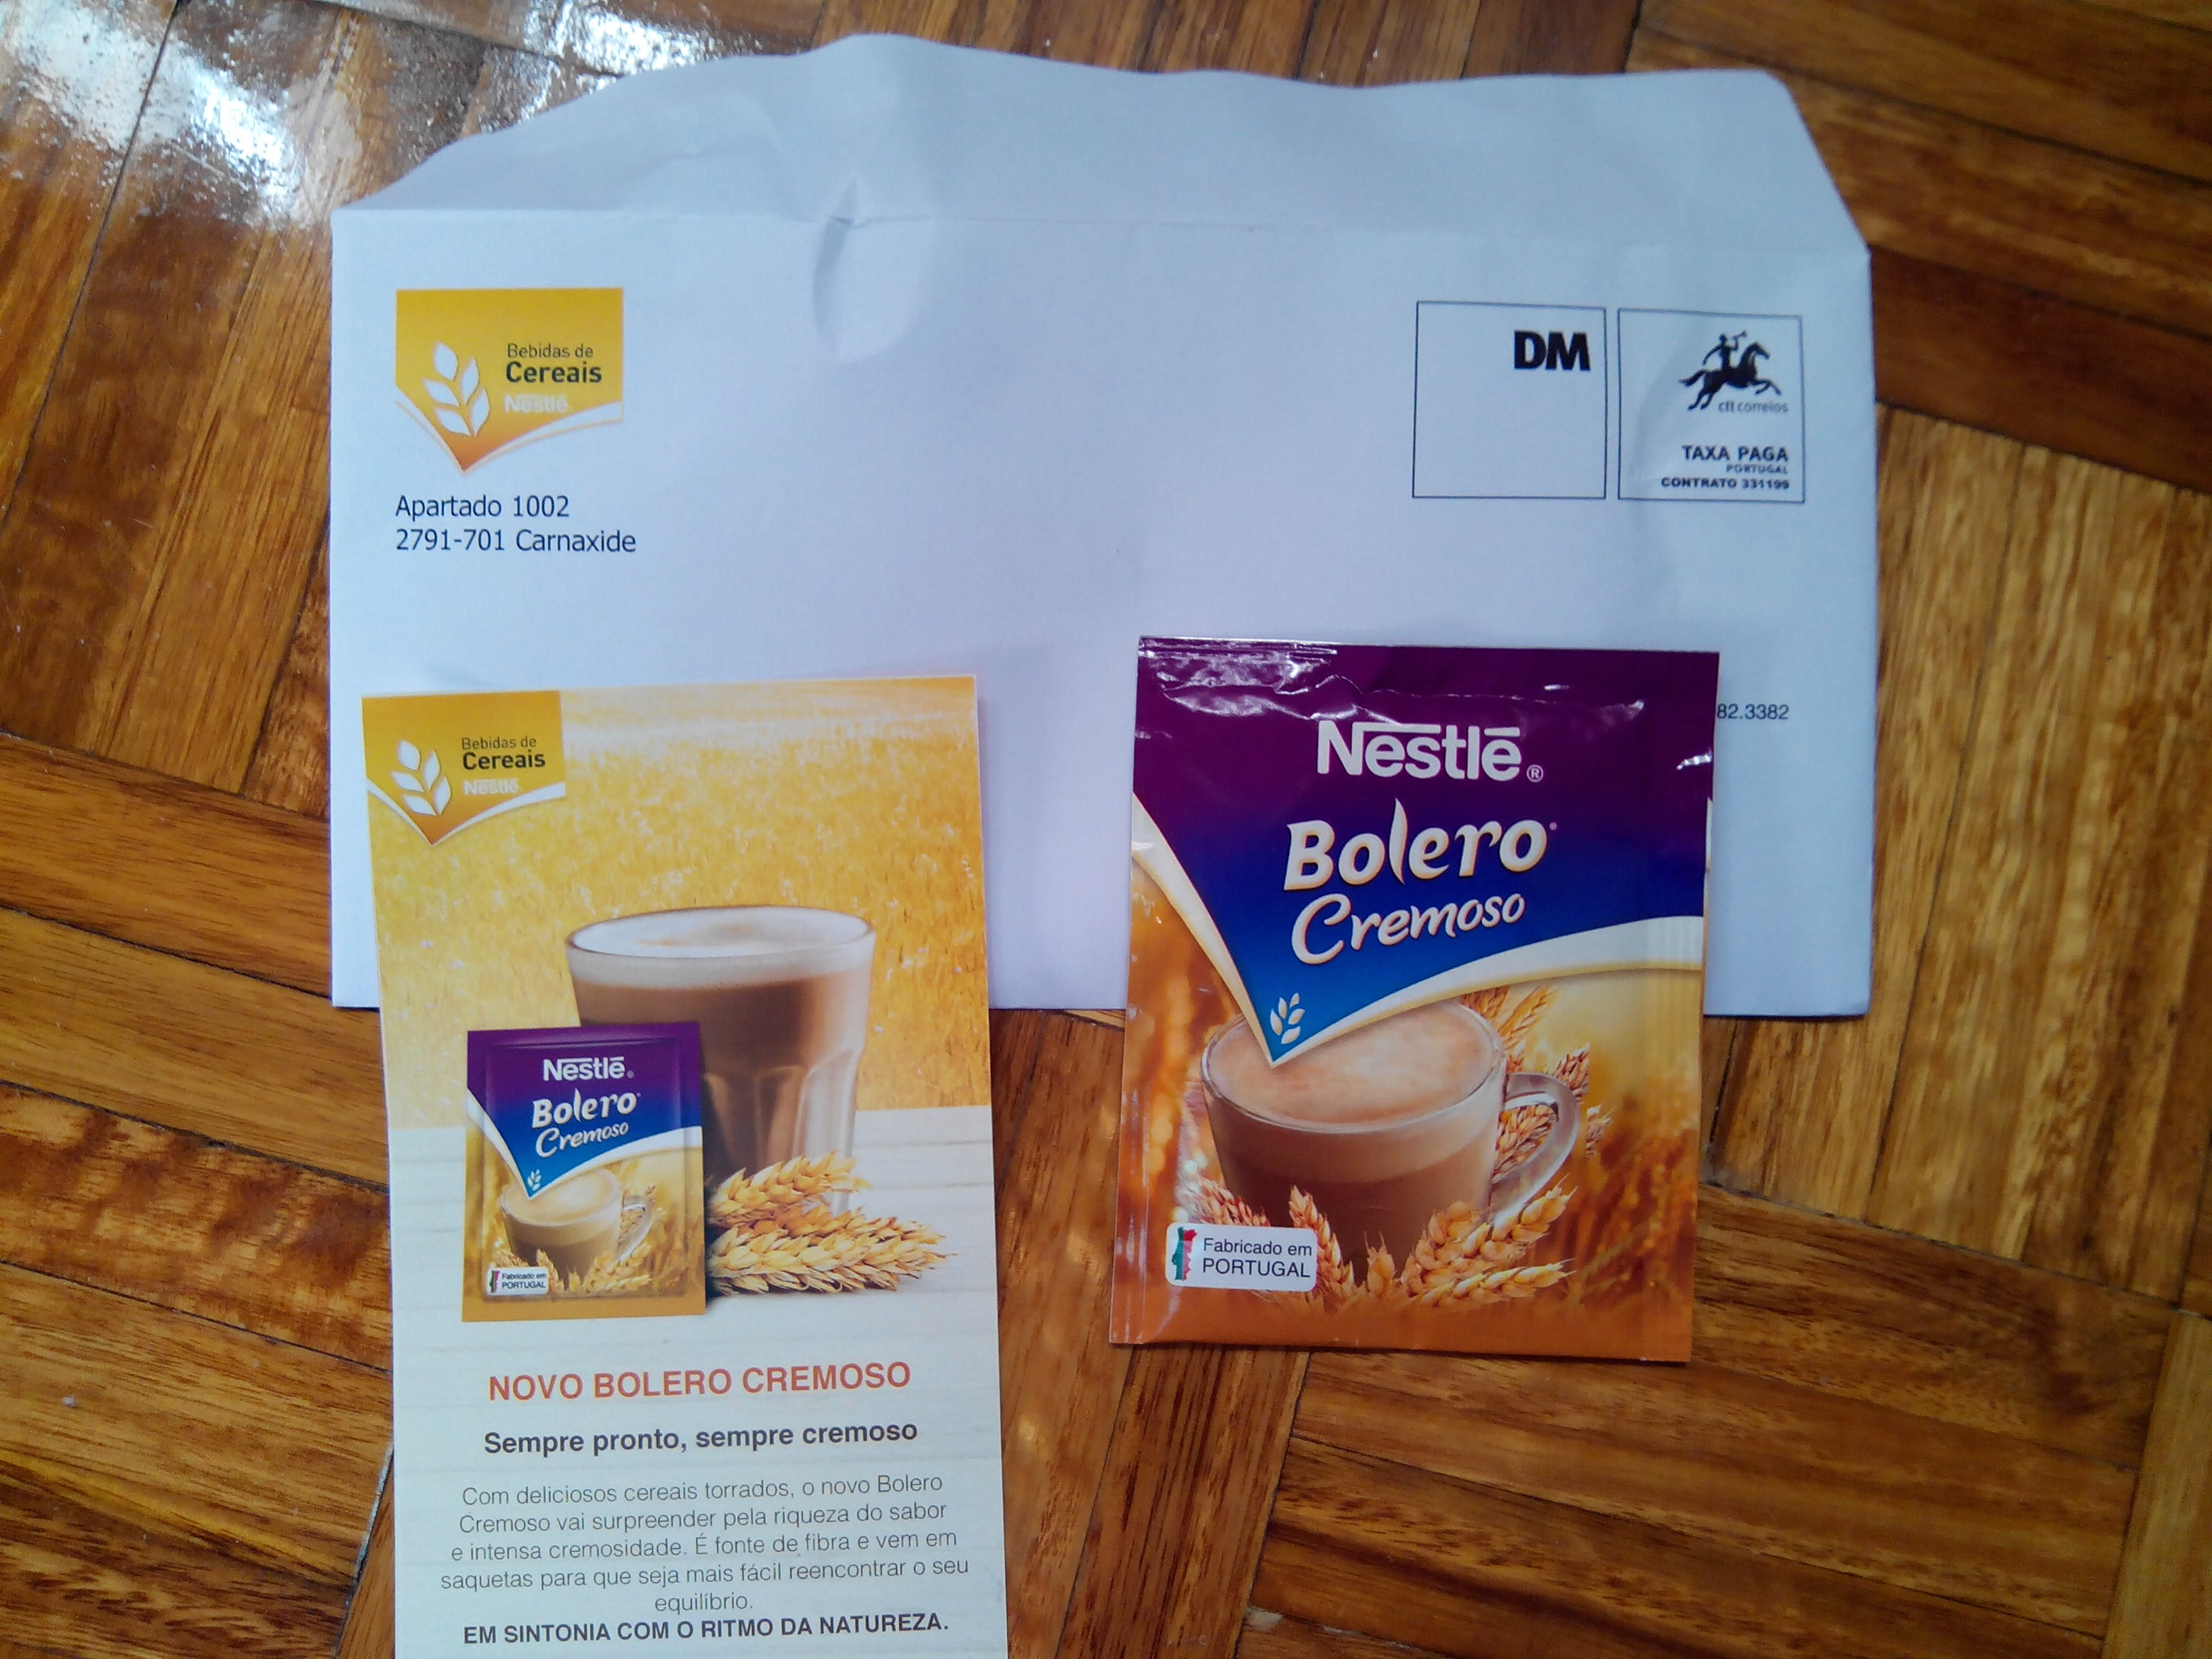 Bebidas de
Cereais
Nestlé
Apartado 1002
2791-701 Carnaxide
DM
ctt correios
TAXA PAGA
PORTUGAL
CONTRATO 331199
82.3382
Bebidas de
Cereais
Nestlé
Nestlé
Bolero
Cremoso
Fabricado em
PORTUGAL
NOVO BOLERO CREMOSO
Sempre pronto, sempre cremoso
Com deliciosos cereais torrados, o novo Bolero
Cremoso vai surpreender pela riqueza do sabor
e intensa cremosidade. É fonte de fibra e vem em
saquetas para que seja mais fácil reencontrar o seu
equilíbrio.
EM SINTONIA COM O RITMO DA NATUREZA.
Nestlé®
Bolero®
Cremoso
Fabricado em
PORTUGAL